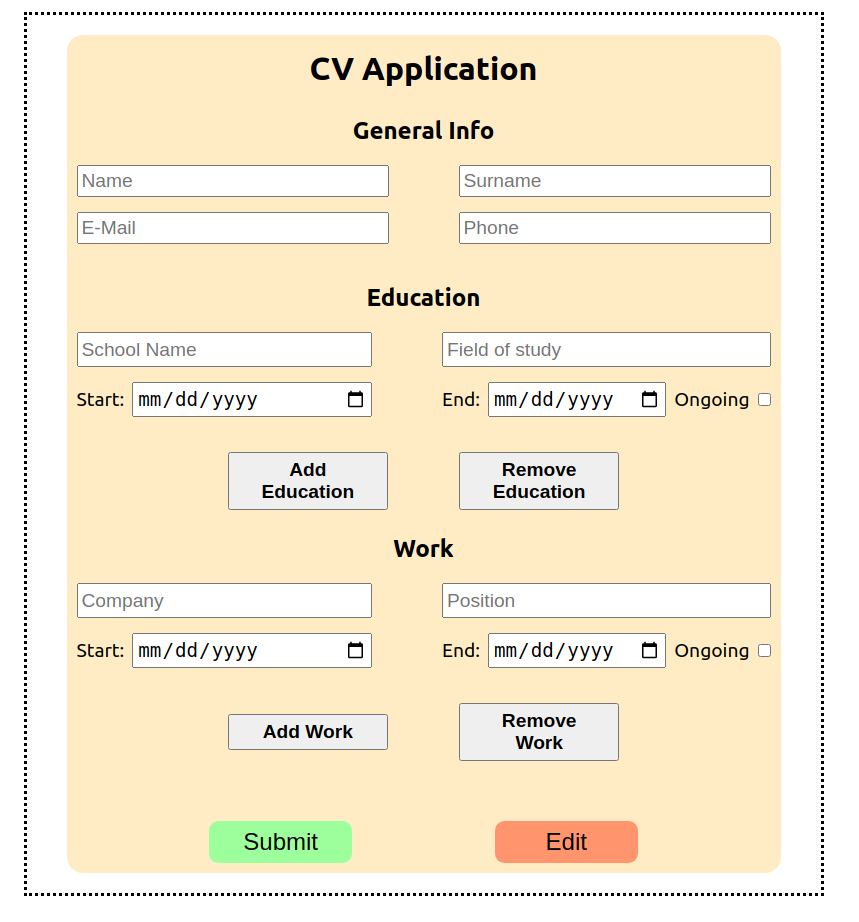 CV Application
General Info
Name Surname
E-Mail Phone
Education
School Name Field of study
Start: mm/dd/yyyy End: mm/dd/yyyy Ongoing
Add Remove
Education Education
Work
Company Position
Start: mm/dd/yyyy End: mm/dd/yyyy Ongoing
Add Work Remove
Work
Submit Edit